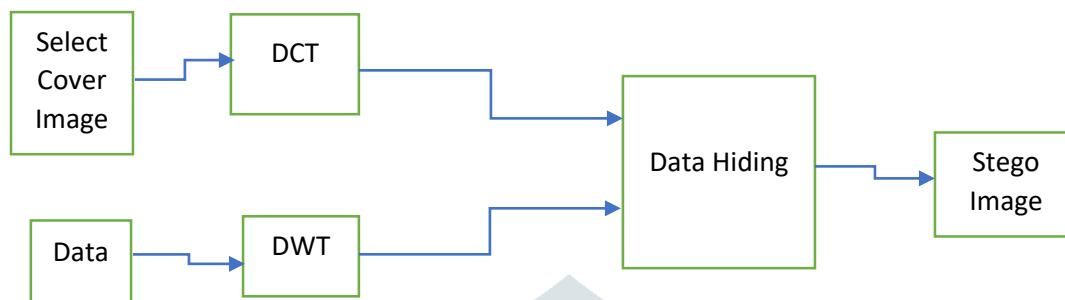 Select
Cover
Image
DCT
Data Hiding
Stego
Image
Data
DWT